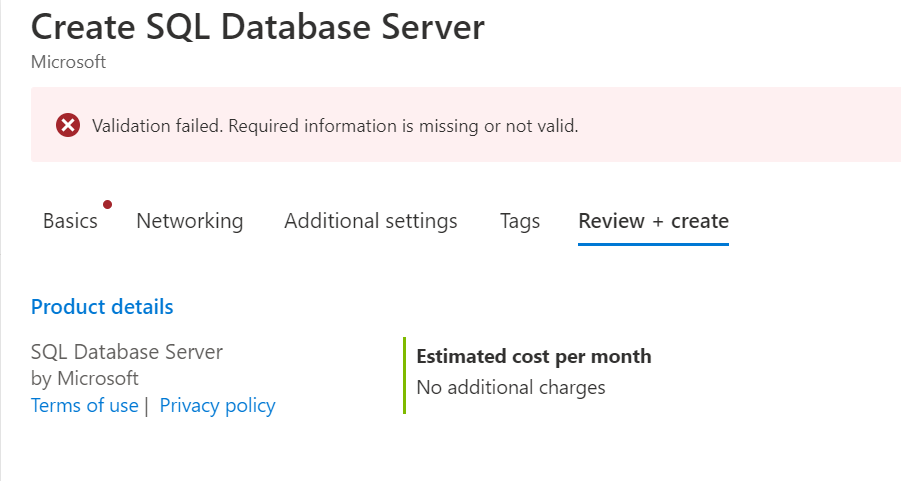 Create SQL Database Server
Microsoft
Validation failed. Required information is missing or not valid.
Basics Networking Additional settings Tags Review + create
Product details
SQL Database Server
by Microsoft
Terms of use | Privacy policy
Estimated cost per month
No additional charges